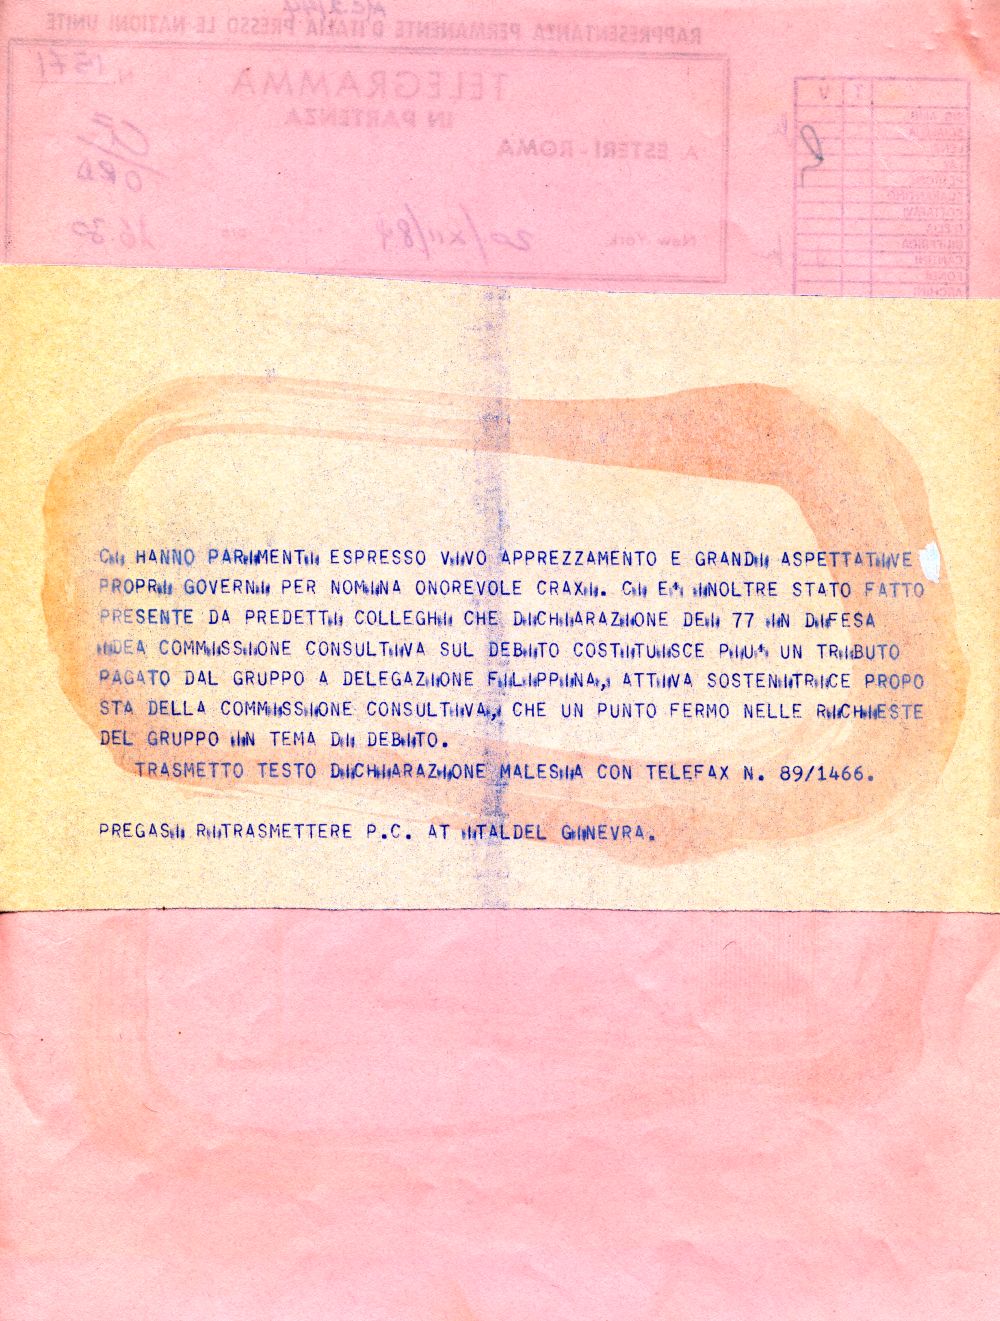 RAPPRESENTANZA PERMANENTE D'ITALIA PRESSO LE NAZIONI UNITE
N. 1571
TELEGRAMMA
IN PARTENZA
A ESTERI - ROMA
New York, 20/XII/89 ore 16.30
T V
CI HANNO PARIMENTI ESPRESSO VIVO APPREZZAMENTO E GRANDI ASPETTATIVE
PROPRI GOVERNI PER NOMINA ONOREVOLE CRAXI. CI E' INOLTRE STATO FATTO
PRESENTE DA PREDETTI COLLEGHI CHE DICHIARAZIONE DEI 77 IN DIFESA
IDEA COMMISSIONE CONSULTIVA SUL DEBITO COSTITUISCE PIU' UN TRIBUTO
PAGATO DAL GRUPPO A DELEGAZIONE FILIPPINA, ATTIVA SOSTENITRICE PROPO
STA DELLA COMMISSIONE CONSULTIVA, CHE UN PUNTO FERMO NELLE RICHIESTE
DEL GRUPPO IN TEMA DI DEBITO.
TRASMETTO TESTO DICHIARAZIONE MALESIA CON TELEFAX N. 89/1466.
PREGASI RITRASMETTERE P.C. AT ITALDEL GINEVRA.